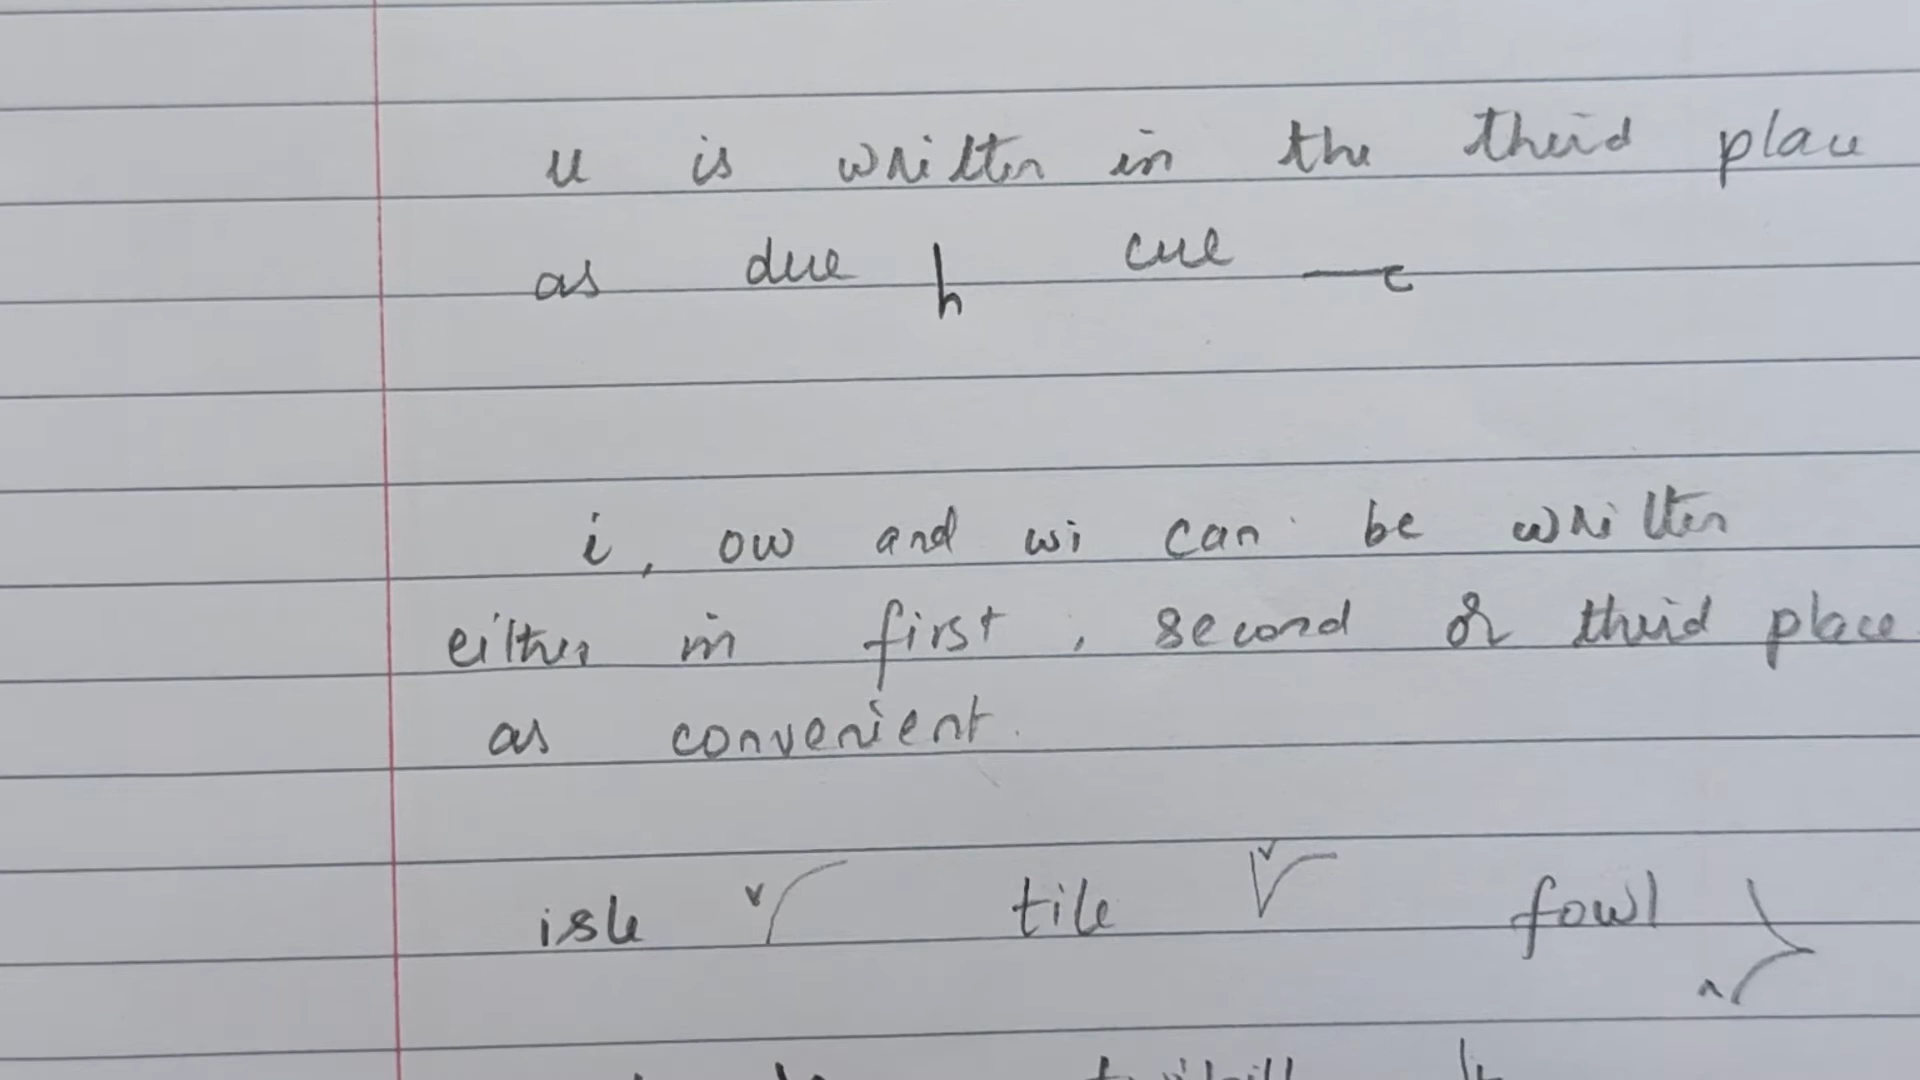 u is written in the third place
as due cue
i, ow and wi can be written
either in first, second or third place
as convenient.
isle tile fowl